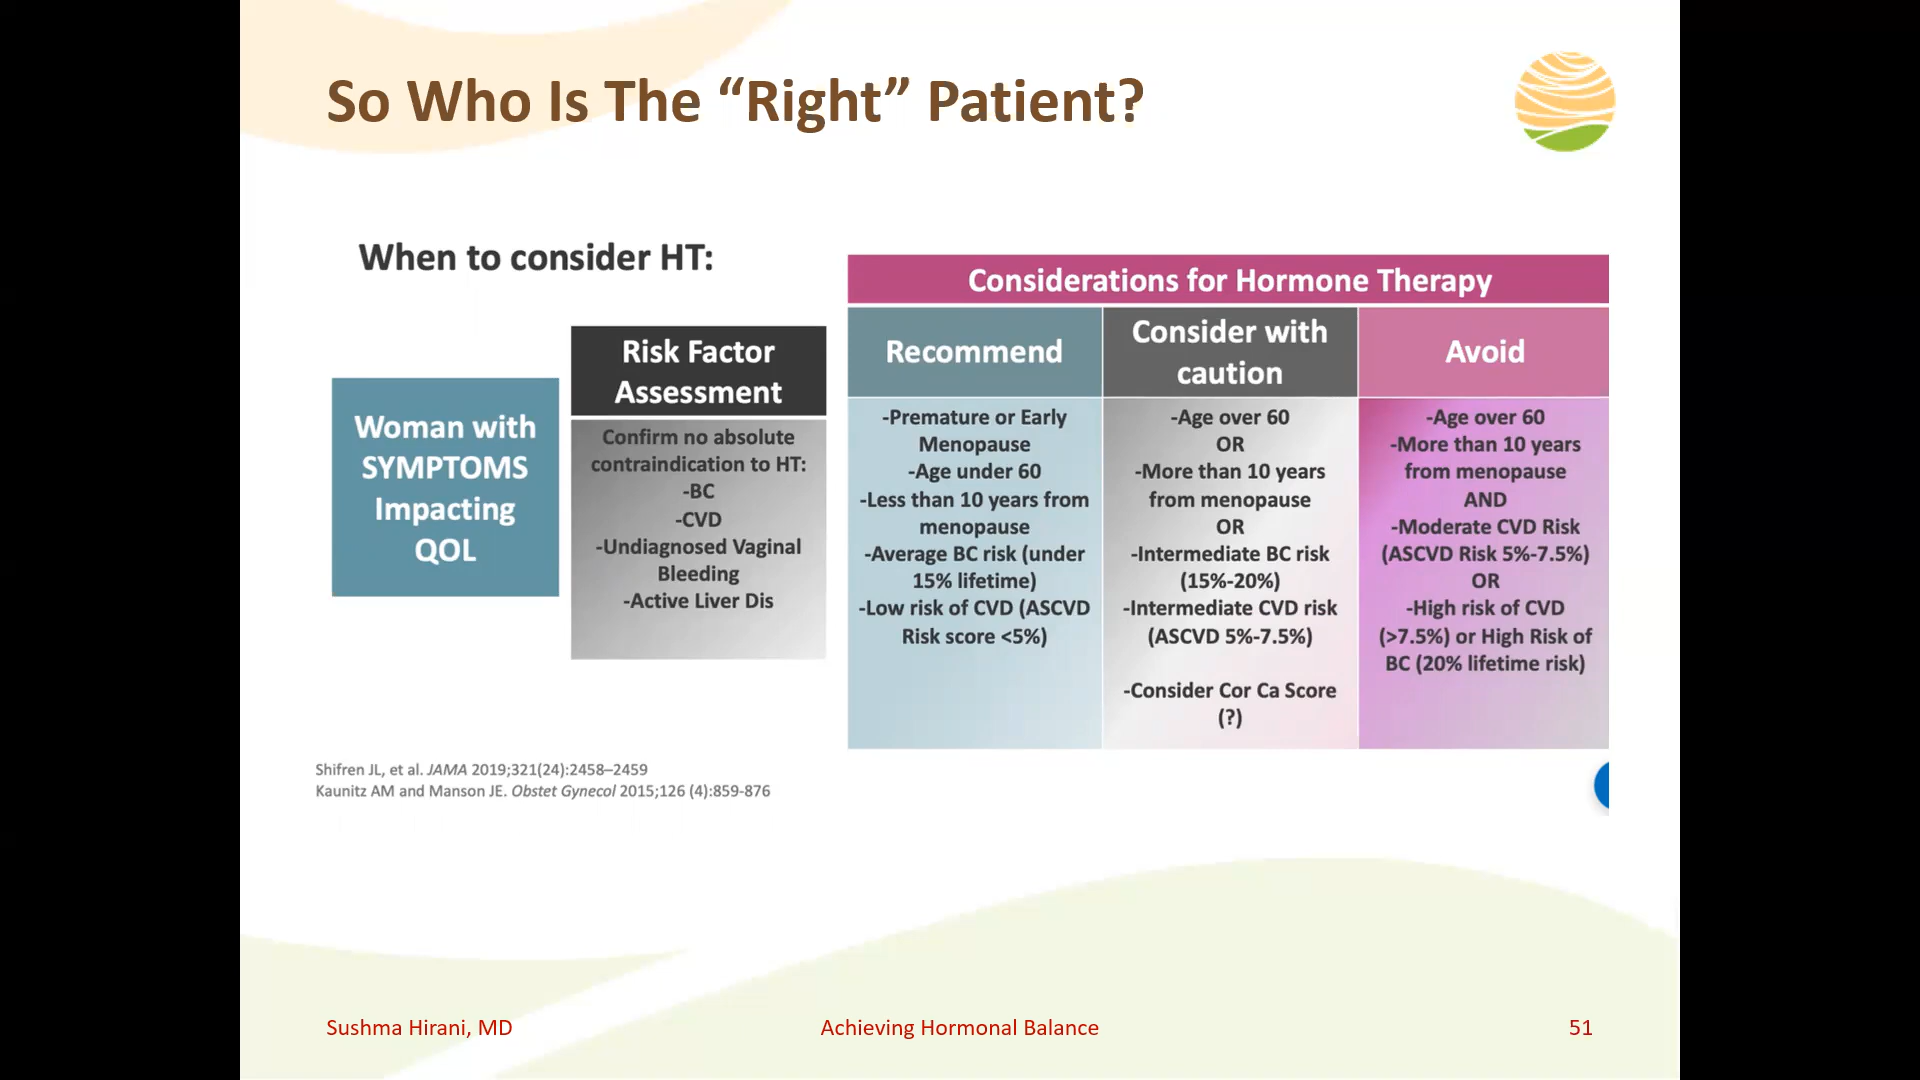 So Who Is The “Right” Patient?
When to consider HT:
Woman with
SYMPTOMS
Impacting
QOL
Risk Factor
Assessment
Confirm no absolute
contraindication to HT:
-BC
-CVD
-Undiagnosed Vaginal
Bleeding
-Active Liver Dis
Considerations for Hormone Therapy
Recommend
-Premature or Early
Menopause
-Age under 60
-Less than 10 years from
menopause
-Average BC risk (under
15% lifetime)
-Low risk of CVD (ASCVD
Risk score <5%)
Consider with
caution
-Age over 60
OR
-More than 10 years
from menopause
OR
-Intermediate BC risk
(15%-20%)
-Intermediate CVD risk
(ASCVD 5%-7.5%)
-Consider Cor Ca Score
(?)
Avoid
-Age over 60
-More than 10 years
from menopause
AND
-Moderate CVD Risk
(ASCVD Risk 5%-7.5%)
OR
-High risk of CVD
(>7.5%) or High Risk of
BC (20% lifetime risk)
Shifren JL, et al. JAMA 2019;321(24):2458–2459
Kaunitz AM and Manson JE. Obstet Gynecol 2015;126 (4):859-876
Sushma Hirani, MD
Achieving Hormonal Balance
51